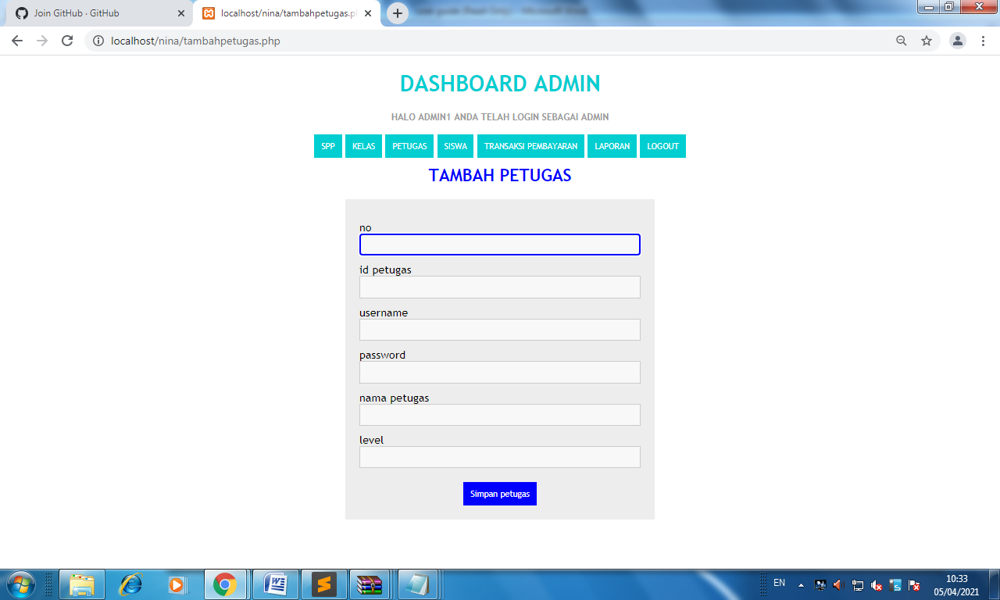 Join GitHub · GitHub
localhost/nina/tambahpetugas.p
localhost/nina/tambahpetugas.php
DASHBOARD ADMIN
HALO ADMIN1 ANDA TELAH LOGIN SEBAGAI ADMIN
SPP KELAS PETUGAS SISWA TRANSAKSI PEMBAYARAN LAPORAN LOGOUT
TAMBAH PETUGAS
no
id petugas
username
password
nama petugas
level
Simpan petugas
EN
10:33
05/04/2021